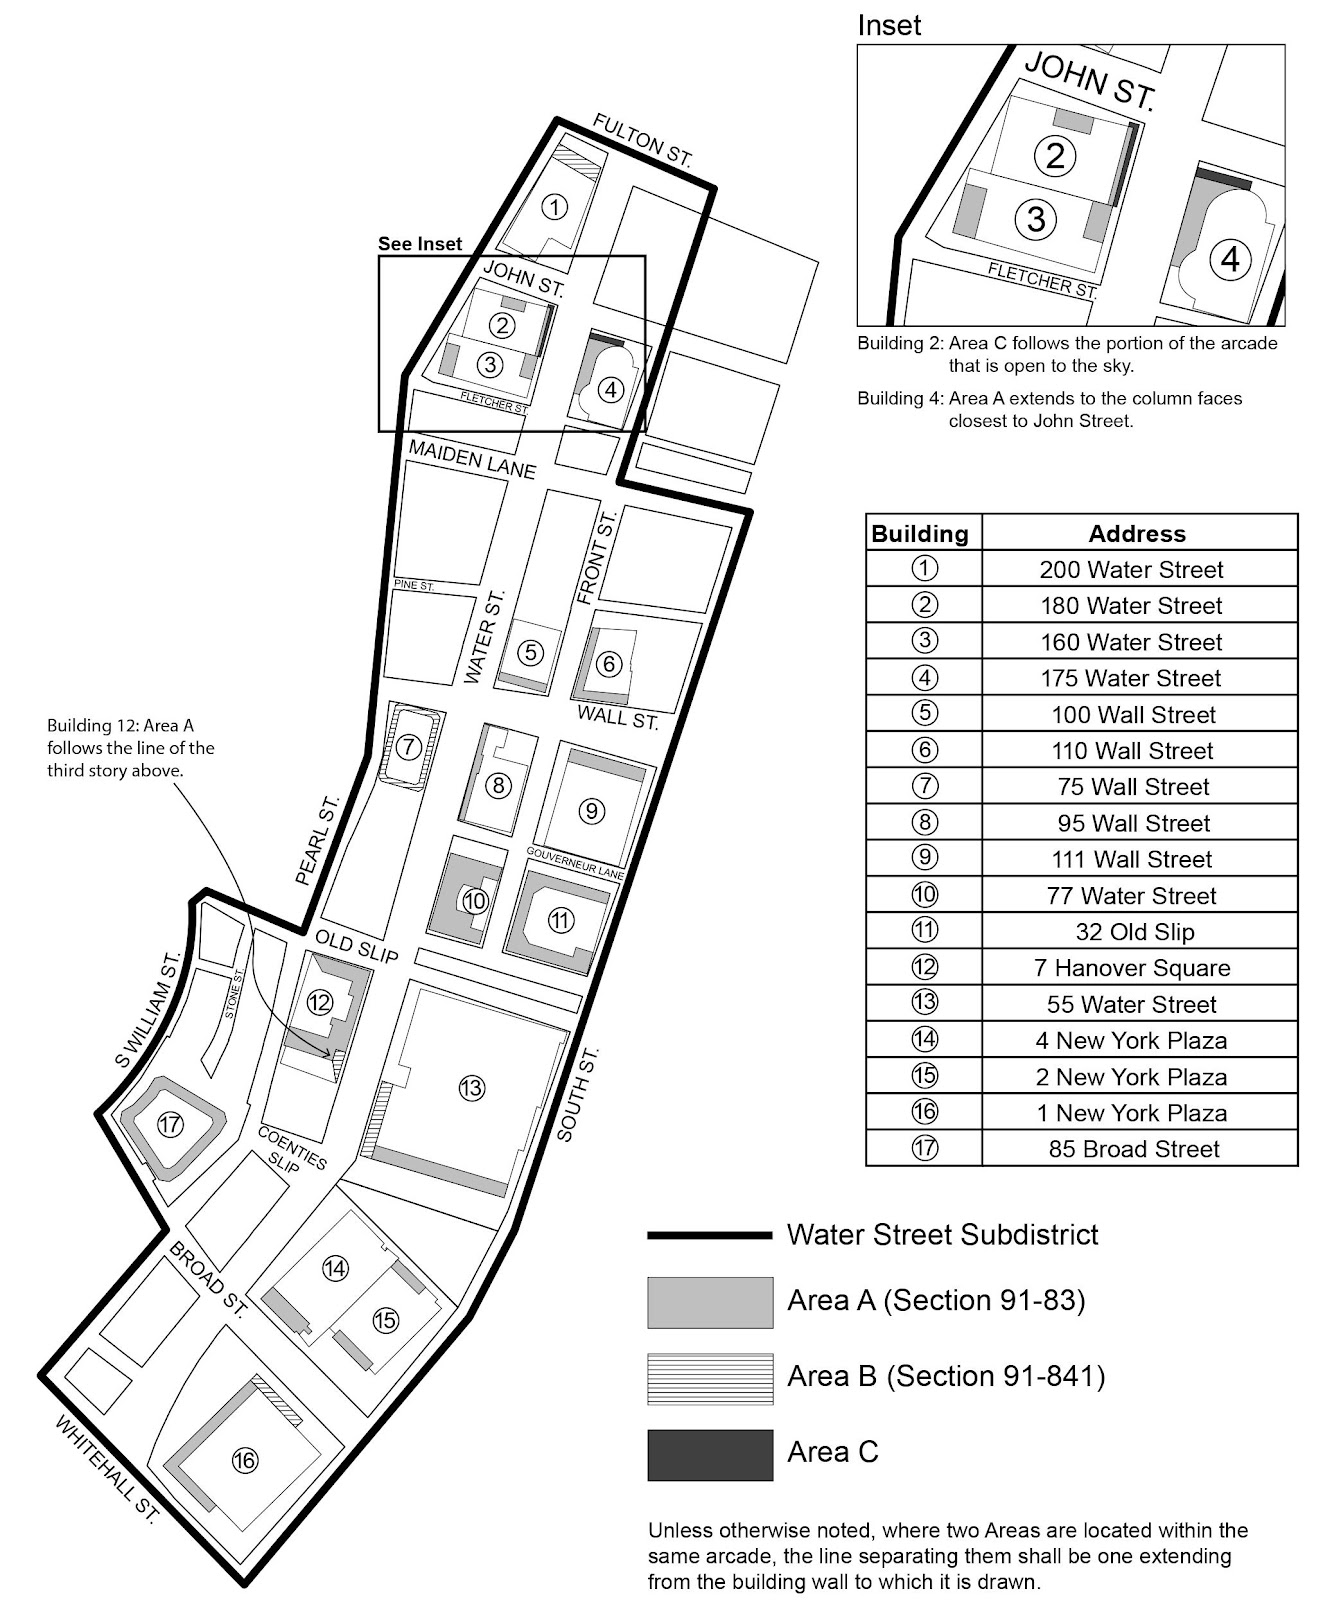 Inset
JOHN ST.
2
3
4
FLETCHER ST.
Building 2: Area C follows the portion of the arcade
that is open to the sky.
Building 4: Area A extends to the column faces
closest to John Street.
FULTON ST.
1
See Inset
JOHN ST.
2
3
4
FLETCHER ST.
MAIDEN LANE
PINE ST.
WATER ST.
FRONT ST.
5
6
WALL ST.
7
8
9
Building 12: Area A
follows the line of the
third story above.
PEARL ST.
GOUVERNEUR LANE
10
11
OLD SLIP
S WILLIAM ST.
STONE ST.
12
13
SOUTH ST.
17
COENTIES
SLIP
BROAD ST.
14
15
16
WHITEHALL ST.
Building Address
1 200 Water Street
2 180 Water Street
3 160 Water Street
4 175 Water Street
5 100 Wall Street
6 110 Wall Street
7 75 Wall Street
8 95 Wall Street
9 111 Wall Street
10 77 Water Street
11 32 Old Slip
12 7 Hanover Square
13 55 Water Street
14 4 New York Plaza
15 2 New York Plaza
16 1 New York Plaza
17 85 Broad Street
Water Street Subdistrict
Area A (Section 91-83)
Area B (Section 91-841)
Area C
Unless otherwise noted, where two Areas are located within the
same arcade, the line separating them shall be one extending
from the building wall to which it is drawn.